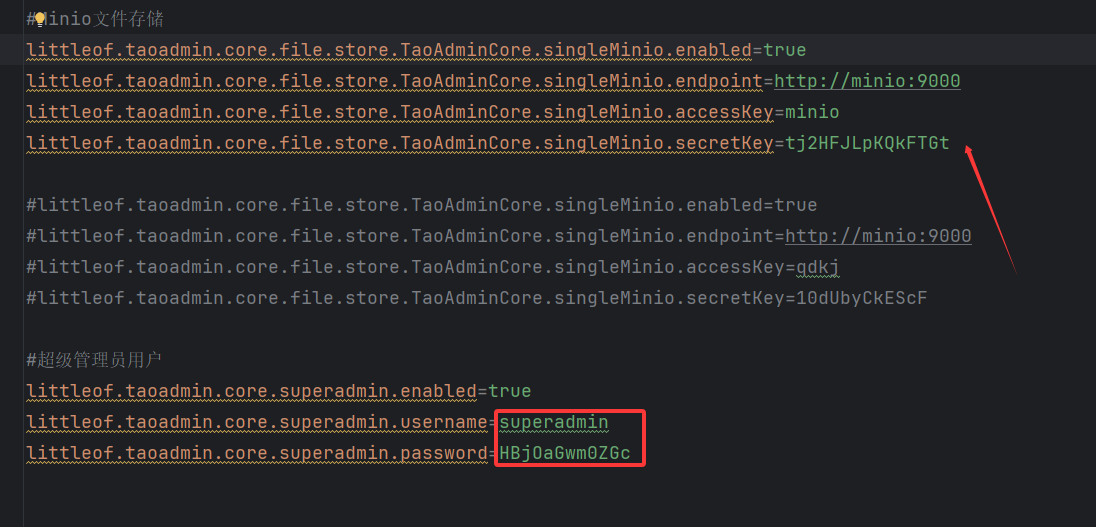 #Minio文件存储
littleof.taoadmin.core.file.store.TaoAdminCore.singleMinio.enabled=true
littleof.taoadmin.core.file.store.TaoAdminCore.singleMinio.endpoint=http://minio:9000
littleof.taoadmin.core.file.store.TaoAdminCore.singleMinio.accessKey=minio
littleof.taoadmin.core.file.store.TaoAdminCore.singleMinio.secretKey=tj2HFJLpKQkFTGt
#littleof.taoadmin.core.file.store.TaoAdminCore.singleMinio.enabled=true
#littleof.taoadmin.core.file.store.TaoAdminCore.singleMinio.endpoint=http://minio:9000
#littleof.taoadmin.core.file.store.TaoAdminCore.singleMinio.accessKey=qdkj
#littleof.taoadmin.core.file.store.TaoAdminCore.singleMinio.secretKey=10dUbyCkEScF
#超级管理员用户
littleof.taoadmin.core.superadmin.enabled=true
littleof.taoadmin.core.superadmin.username=superadmin
littleof.taoadmin.core.superadmin.password=HBjOaGwm0ZGc